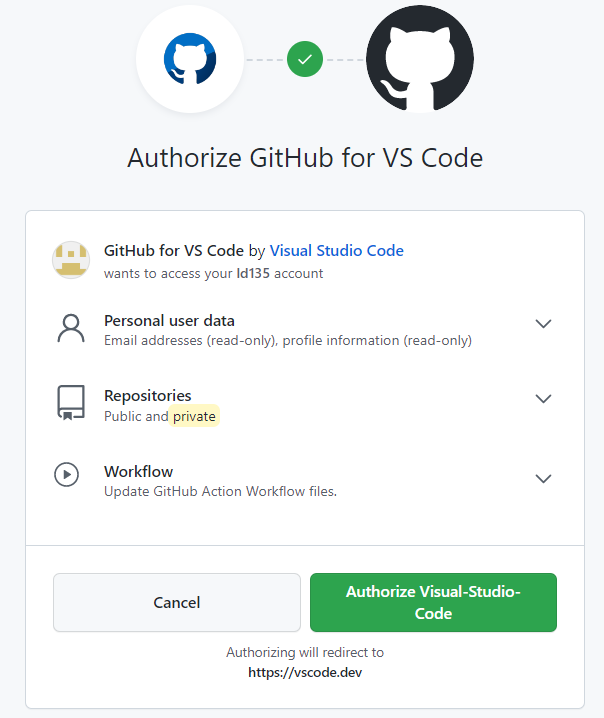 Authorize GitHub for VS Code
GitHub for VS Code by Visual Studio Code
wants to access your ld135 account
Personal user data
Email addresses (read-only), profile information (read-only)
Repositories
Public and private
Workflow
Update GitHub Action Workflow files.
Cancel
Authorize Visual-Studio-
Code
Authorizing will redirect to
https://vscode.dev